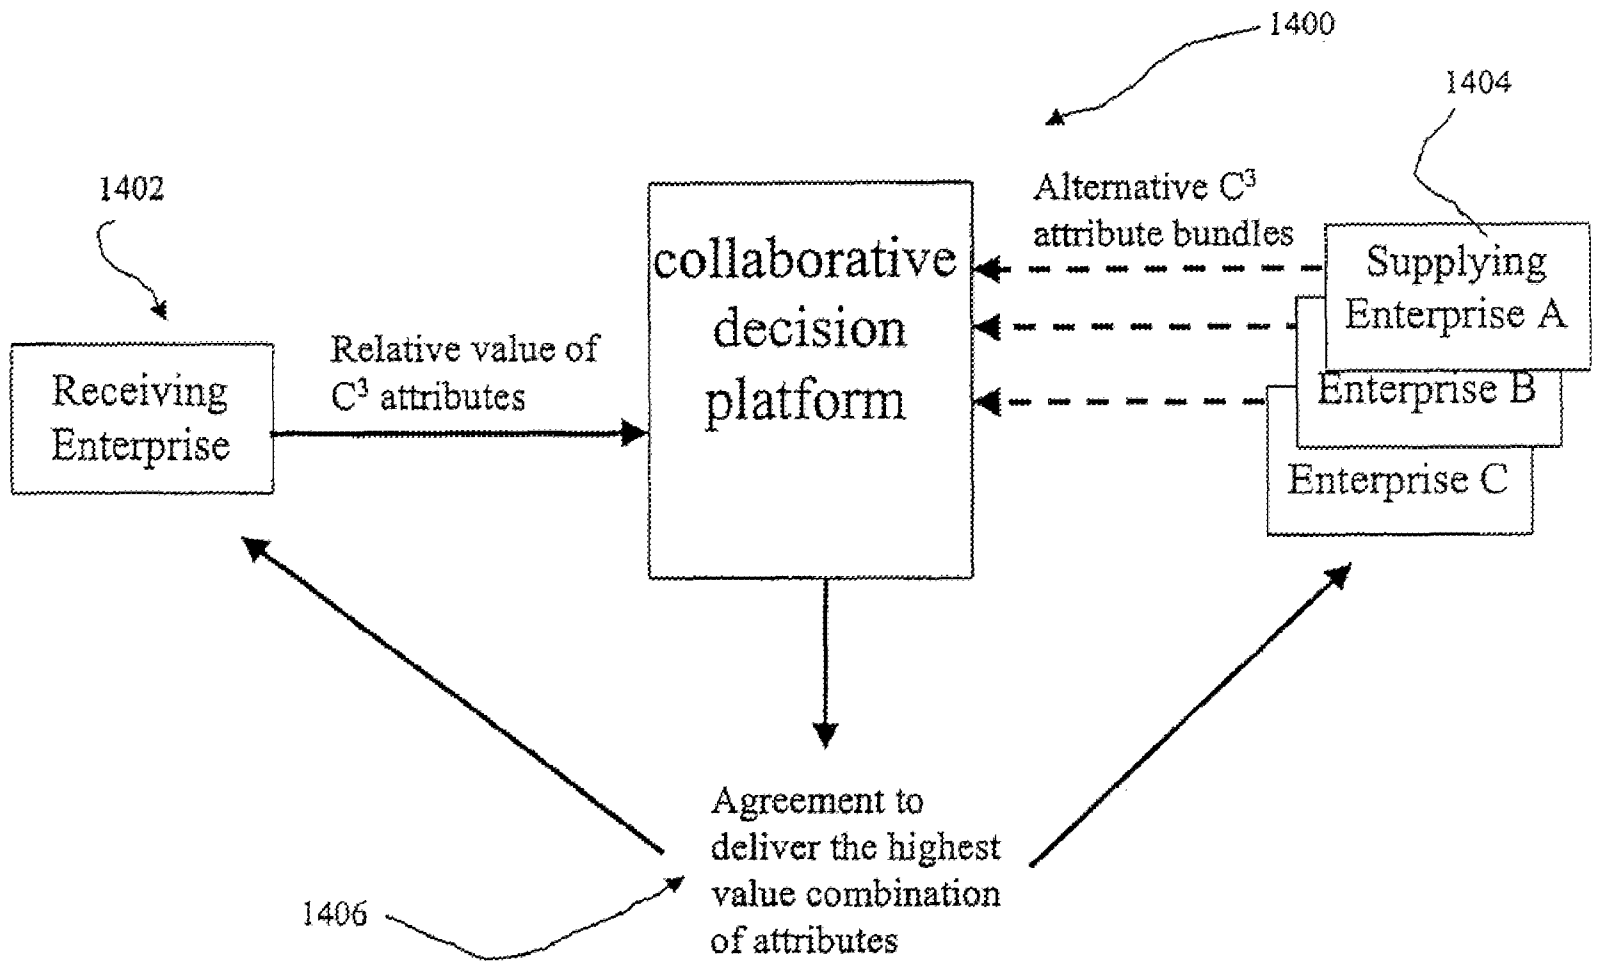 1400
1404
1402
Alternative C³
attribute bundles
collaborative
decision
platform
Supplying
Enterprise A
Enterprise B
Enterprise C
Relative value of
C³ attributes
Receiving
Enterprise
Agreement to
deliver the highest
value combination
of attributes
1406